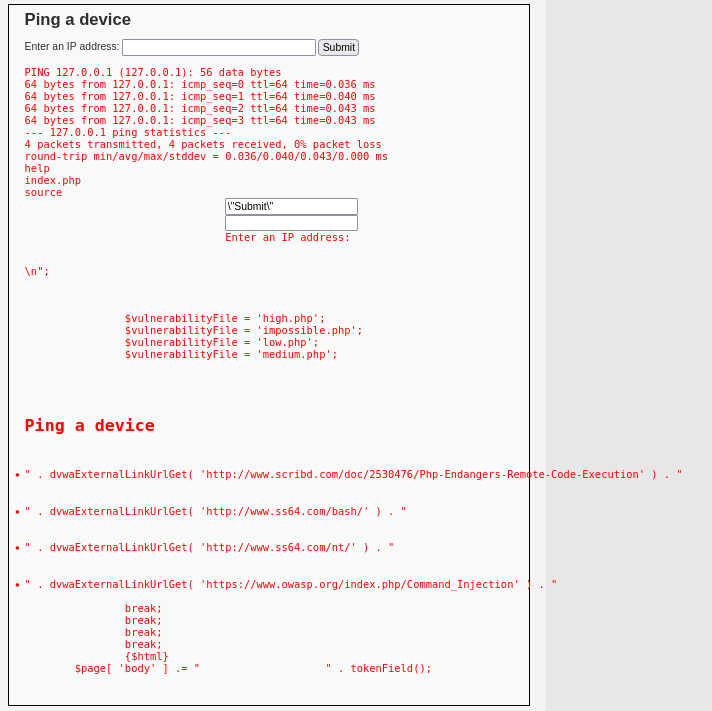 Ping a device
Enter an IP address: Submit
PING 127.0.0.1 (127.0.0.1): 56 data bytes
64 bytes from 127.0.0.1: icmp_seq=0 ttl=64 time=0.036 ms
64 bytes from 127.0.0.1: icmp_seq=1 ttl=64 time=0.040 ms
64 bytes from 127.0.0.1: icmp_seq=2 ttl=64 time=0.043 ms
64 bytes from 127.0.0.1: icmp_seq=3 ttl=64 time=0.043 ms
--- 127.0.0.1 ping statistics ---
4 packets transmitted, 4 packets received, 0% packet loss
round-trip min/avg/max/stddev = 0.036/0.040/0.043/0.000 ms
help
index.php
source
\"Submit\"
Enter an IP address:
\n";
$vulnerabilityFile = 'high.php';
$vulnerabilityFile = 'impossible.php';
$vulnerabilityFile = 'low.php';
$vulnerabilityFile = 'medium.php';
Ping a device
• " . dvwaExternalLinkUrlGet( 'http://www.scribd.com/doc/2530476/Php-Endangers-Remote-Code-Execution' ) . "
• " . dvwaExternalLinkUrlGet( 'http://www.ss64.com/bash/' ) . "
• " . dvwaExternalLinkUrlGet( 'http://www.ss64.com/nt/' ) . "
• " . dvwaExternalLinkUrlGet( 'https://www.owasp.org/index.php/Command_Injection' ) . "
break;
break;
break;
break;
{$html}
$page[ 'body' ] .= " " . tokenField();